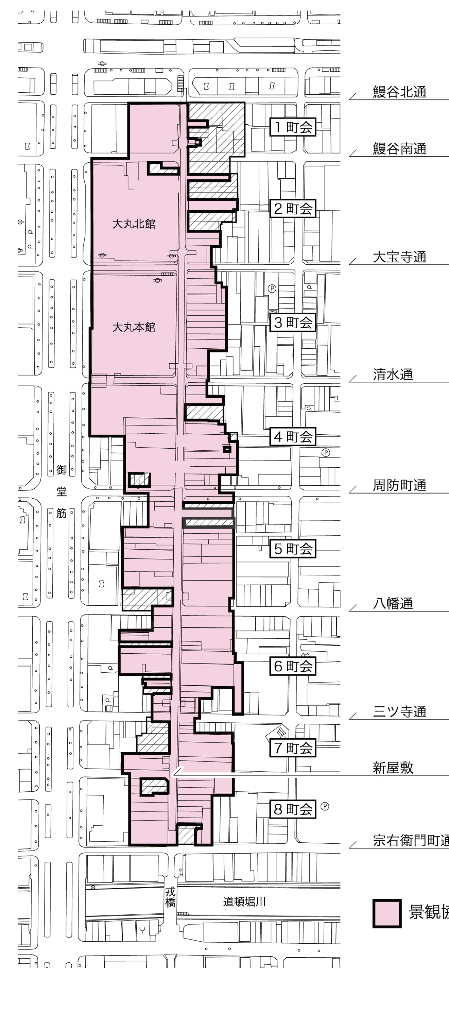 鰻谷北通
1町会
鰻谷南通
2町会
大丸北館
大宝寺通
Ⓟ
3町会
大丸本館
清水通
4町会
Ⓟ
御堂筋
周防町通
5町会
八幡通
6町会
三ツ寺通
7町会
新屋敷
8町会
Ⓟ
宗右衛門町通
戎橋
道頓堀川
景観協